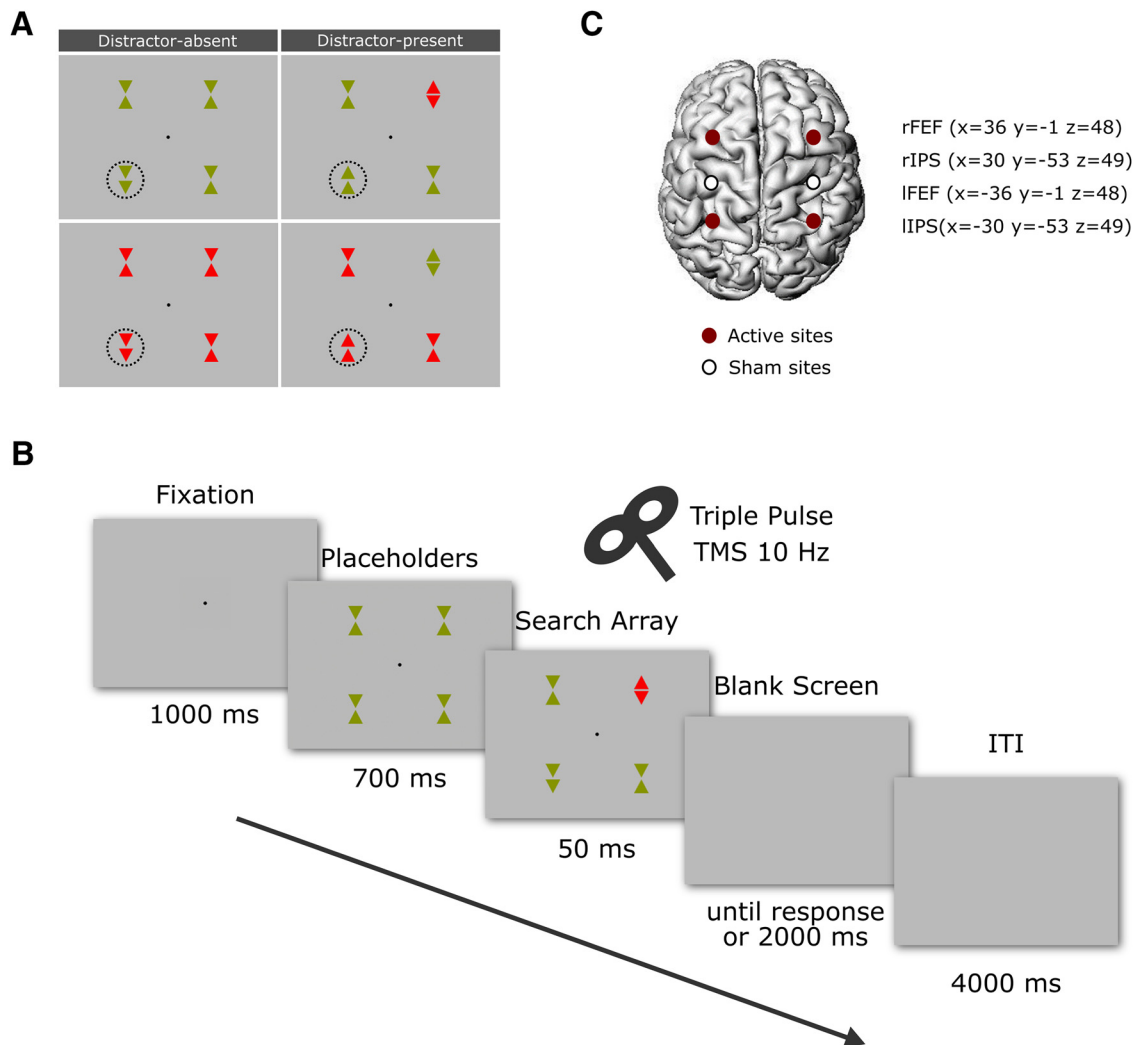 A
Distractor-absent
Distractor-present
C
rFEF (x=36 y=-1 z=48)
rIPS (x=30 y=-53 z=49)
lFEF (x=-36 y=-1 z=48)
lIPS(x=-30 y=-53 z=49)
Active sites
Sham sites
B
Fixation
1000 ms
Placeholders
700 ms
Triple Pulse
TMS 10 Hz
Search Array
50 ms
Blank Screen
until response
or 2000 ms
ITI
4000 ms